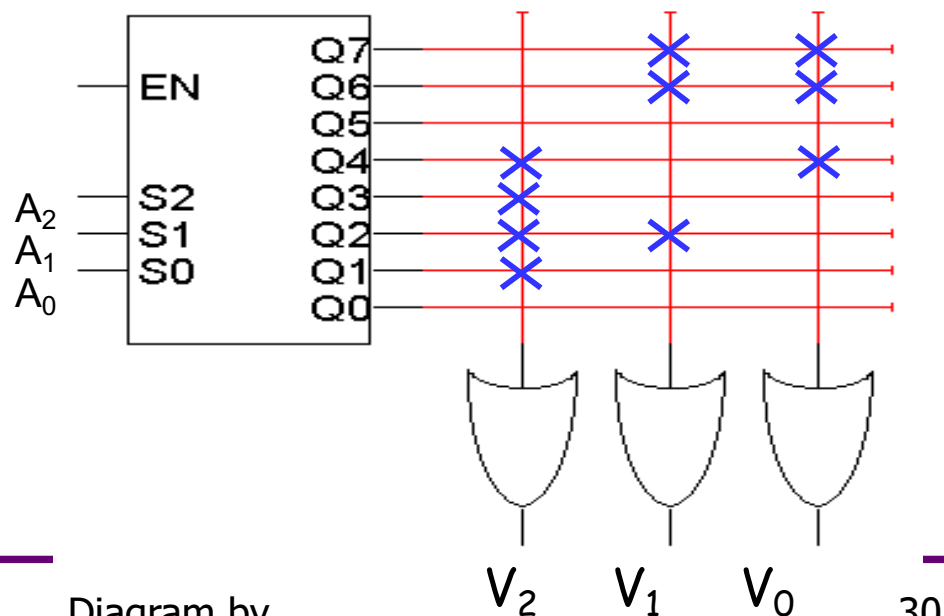 Q7
EN Q6
Q5
Q4
A₂ S2 Q3
A₁ S1 Q2
A₀ S0 Q1
Q0
V₂ V₁ V₀
Diagram by 30